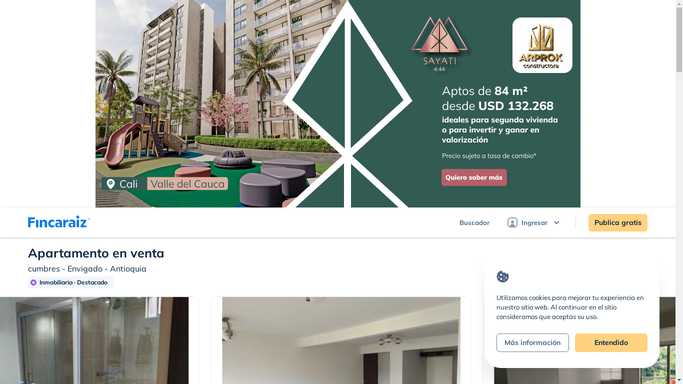 SAYATI
4:44
ARPROK
constructora
Aptos de 84 m²
desde USD 132.268
ideales para segunda vivienda
o para invertir y ganar en
valorización
Precio sujeto a tasa de cambio*
Quiero saber más
Cali
Valle del Cauca
Fincaraiz
Buscador
Ingresar
Publica gratis
Apartamento en venta
cumbres - Envigado - Antioquia
Inmobiliaria · Destacado
Utilizamos cookies para mejorar tu experiencia en
nuestro sitio web. Al continuar en el sitio
consideramos que aceptas su uso.
Más información
Entendido